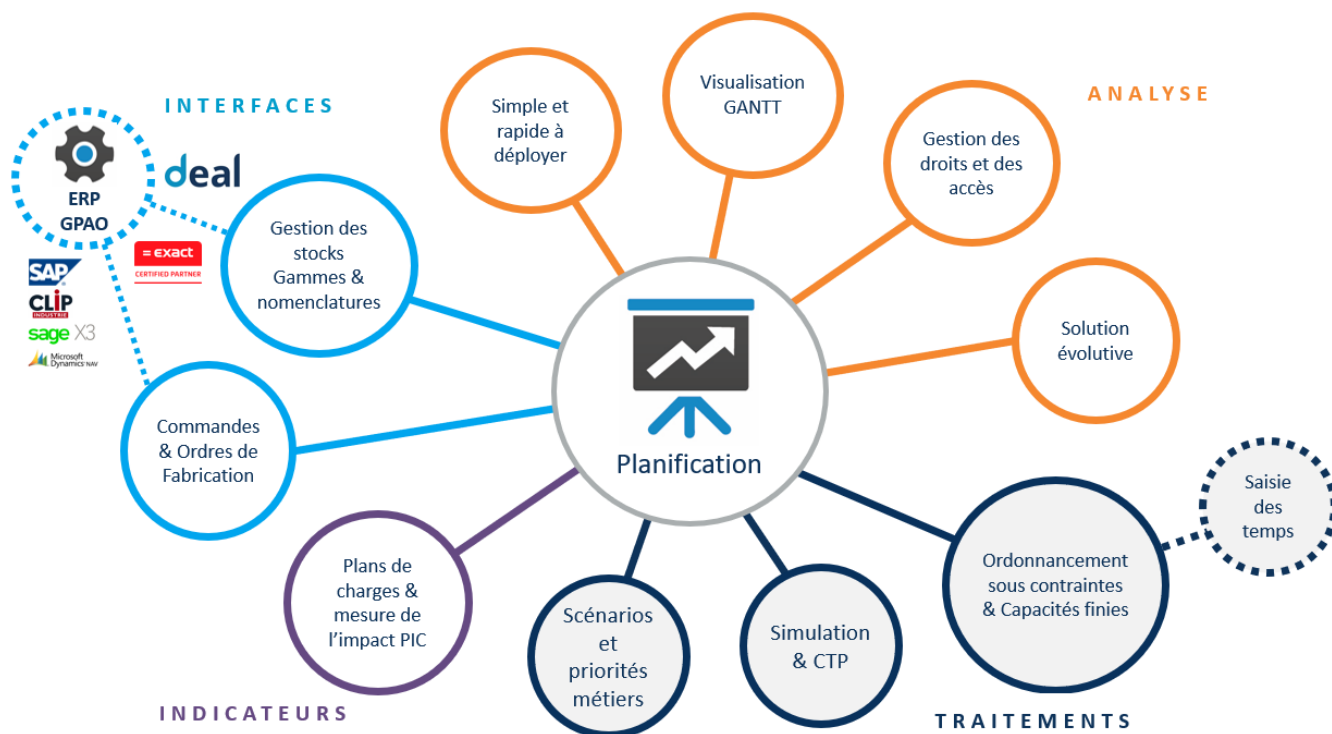 INTERFACES
ERP
GPAO
deal
SAP
CLiP
INDUSTRIE
sage X3
Microsoft
Dynamics NAV
= exact
CERTIFIED PARTNER
Gestion des
stocks
Gammes &
nomenclatures
Commandes
& Ordres de
Fabrication
Simple et
rapide à
déployer
Visualisation
GANTT
Gestion des
droits et des
accès
ANALYSE
Solution
évolutive
Planification
Plans de
charges &
mesure de
l’impact PIC
INDICATEURS
Scénarios
et
priorités
métiers
Simulation
& CTP
Ordonnancement
sous contraintes
& Capacités finies
Saisie
des
temps
TRAITEMENTS